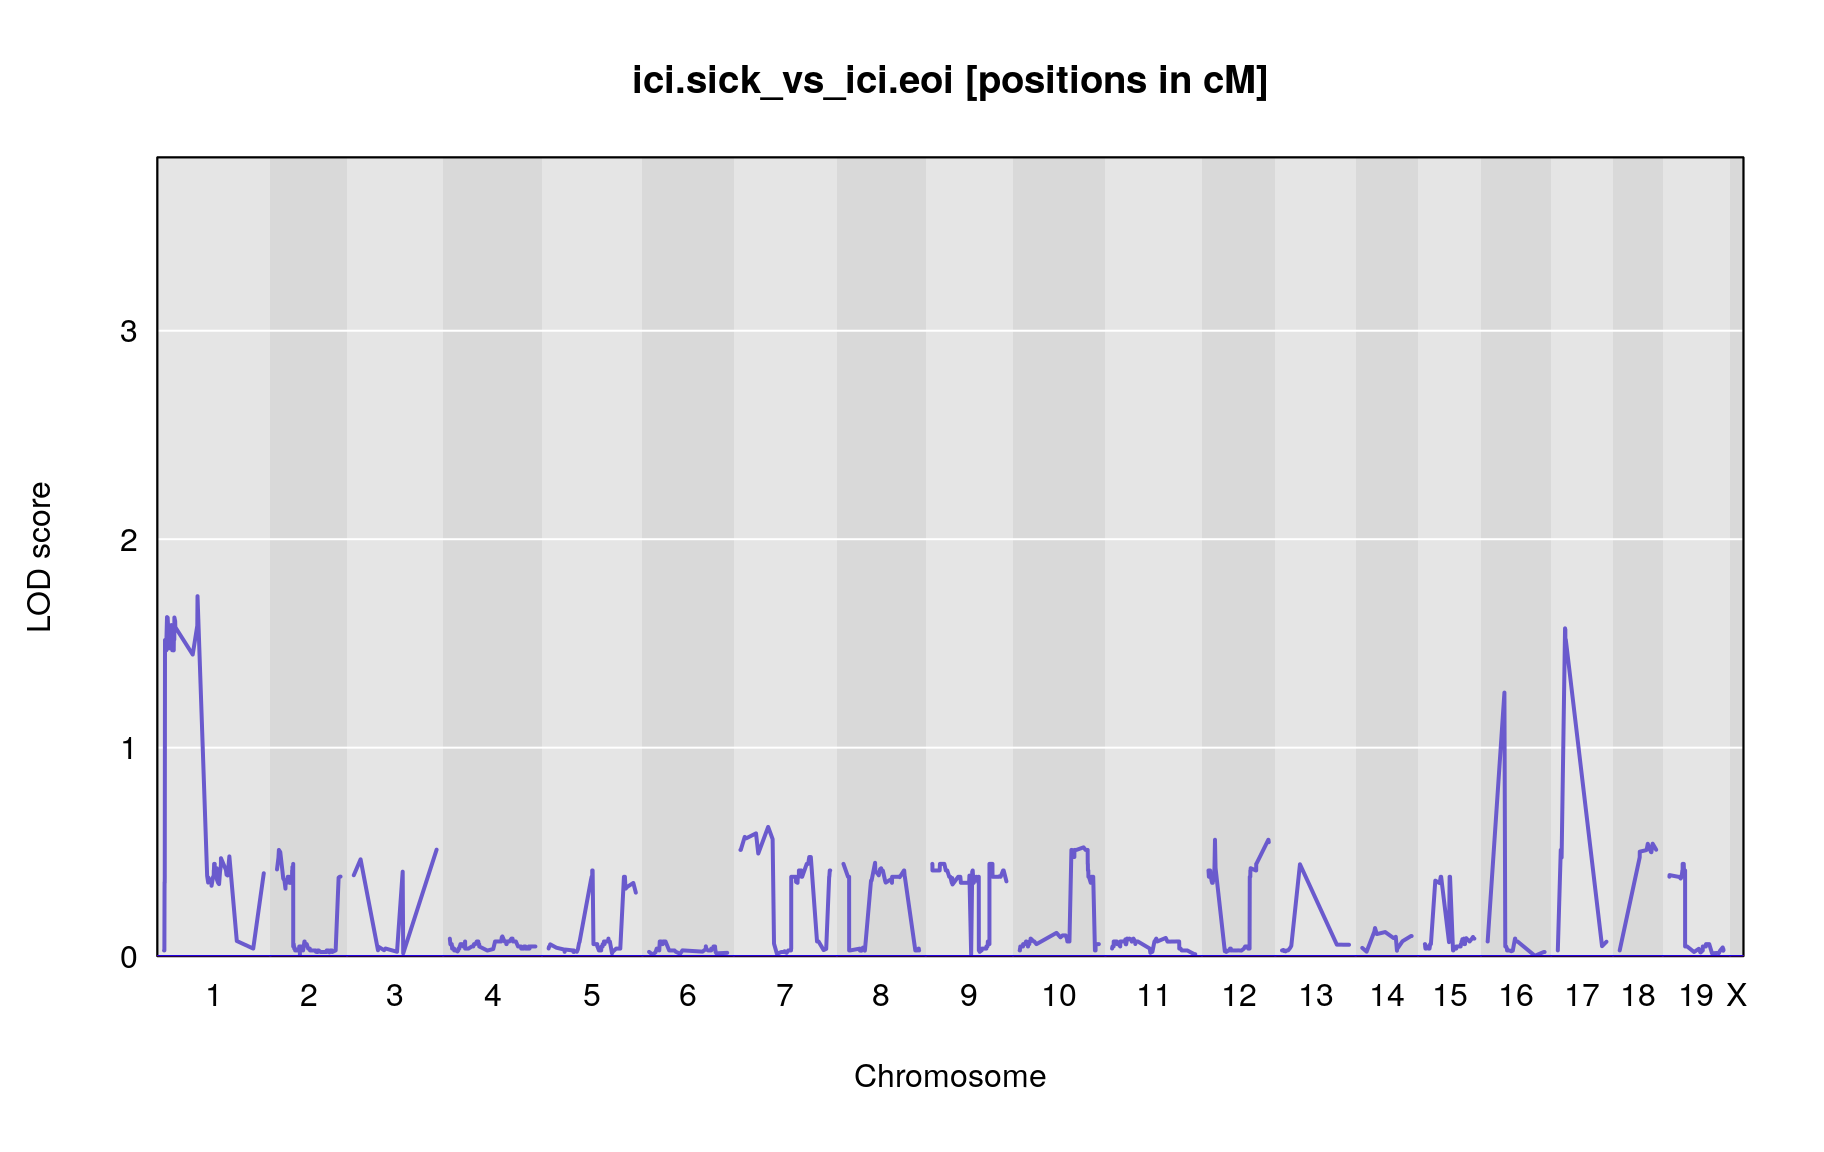 ici.sick_vs_ici.eoi [positions in cM]
3
2
1
0
LOD score
1 2 3 4 5 6 7 8 9 10 11 12 13 14 15 16 17 18 19 X
Chromosome